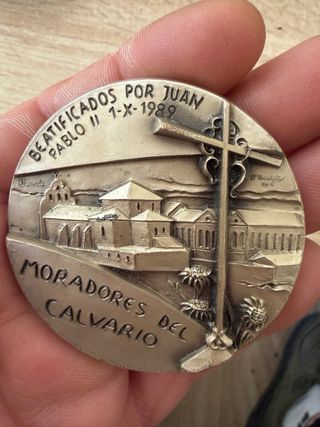 BEATIFICADOS POR JUAN
PABLO II 1-X-1989
MORADORES DEL
CALVARIO